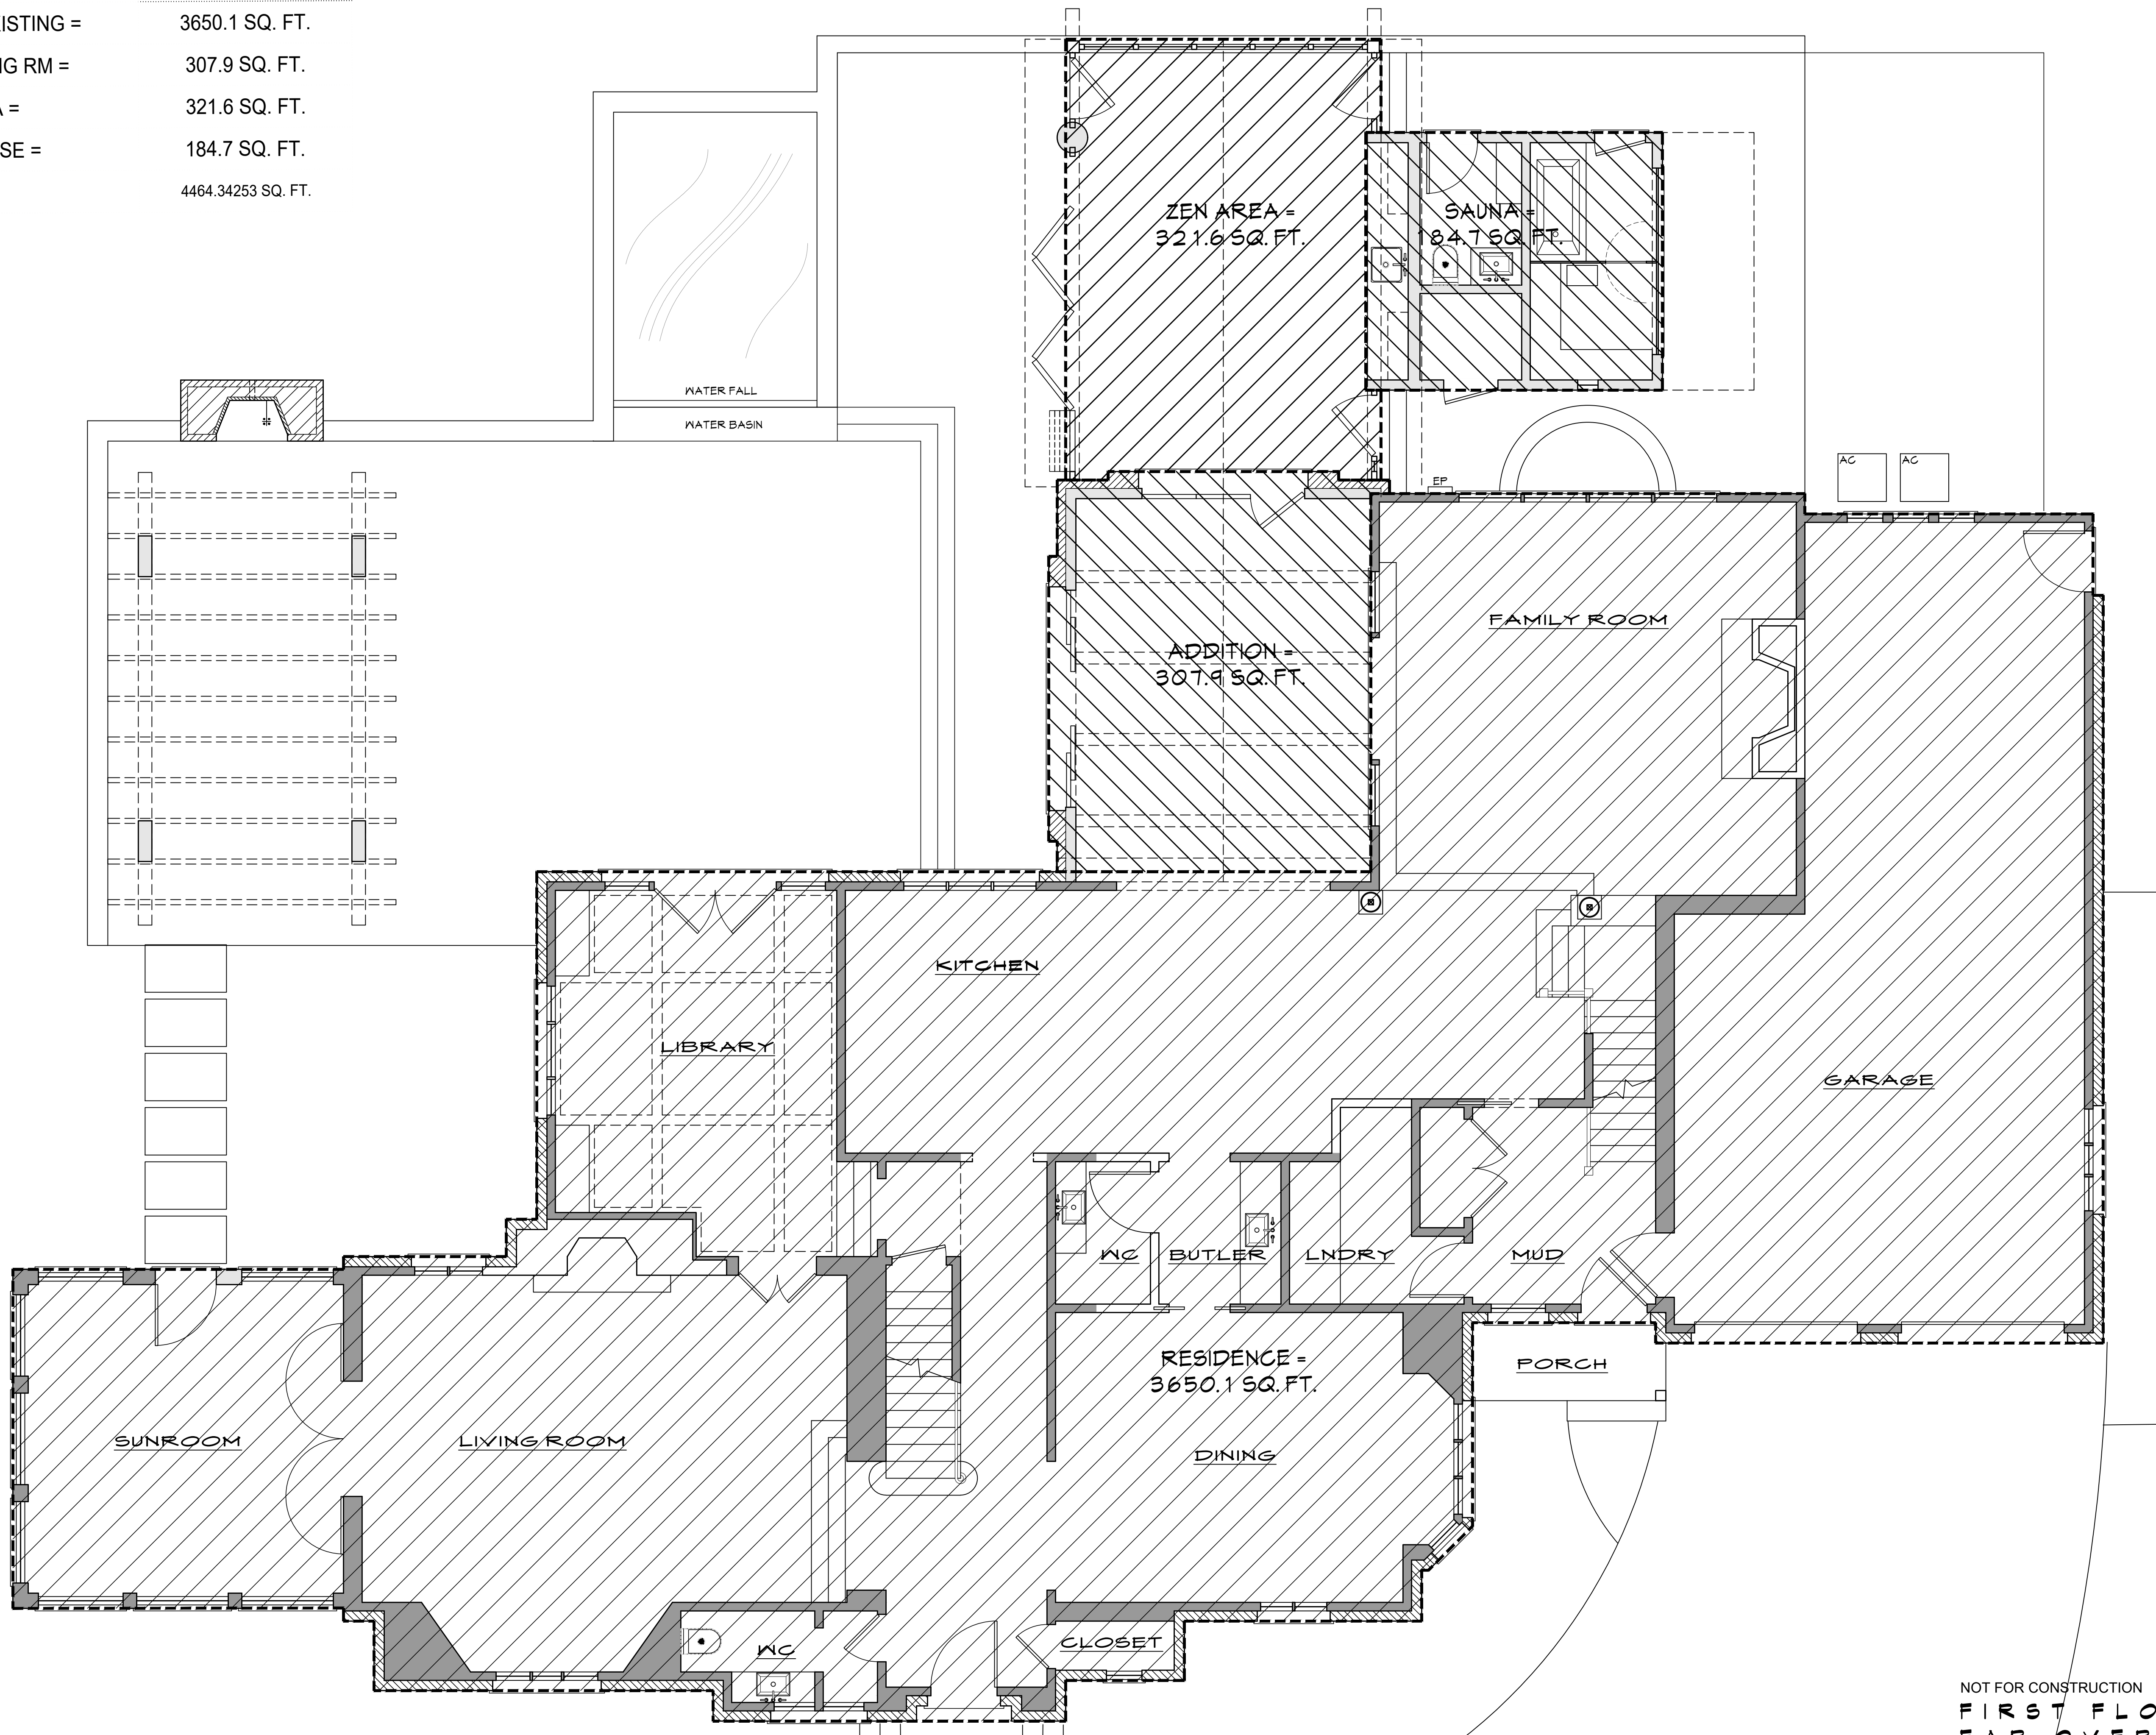 ISTING = 3650.1 SQ. FT.
G RM = 307.9 SQ. FT.
A = 321.6 SQ. FT.
SE = 184.7 SQ. FT.
4464.34253 SQ. FT.
ZEN AREA =
321.6 SQ. FT.
SAUNA =
184.7 SQ. FT.
WATER FALL
WATER BASIN
EP
AC
AC
FAMILY ROOM
ADDITION =
307.9 SQ. FT.
KITCHEN
LIBRARY
GARAGE
WC
BUTLER
LNDRY
MUD
RESIDENCE =
3650.1 SQ. FT.
PORCH
SUNROOM
LIVING ROOM
DINING
WC
CLOSET
NOT FOR CONSTRUCTION
FIRST FLO